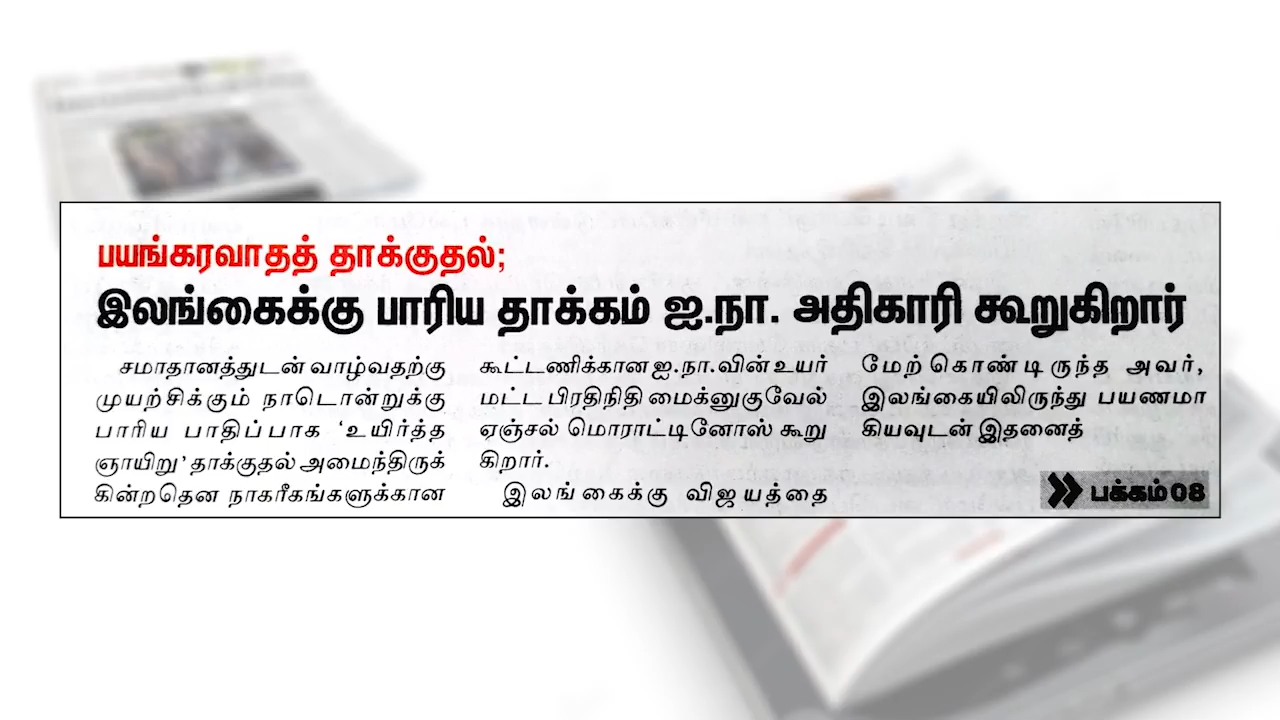 பயங்கரவாதத் தாக்குதல்;
இலங்கைக்கு பாரிய தாக்கம் ஐ.நா. அதிகாரி கூறுகிறார்
சமாதானத்துடன் வாழ்வதற்கு
முயற்சிக்கும் நாடொன்றுக்கு
பாரிய பாதிப்பாக ‘உயிர்த்த
ஞாயிறு’ தாக்குதல் அமைந்திருக்
கின்றதென நாகரீகங்களுக்கான
கூட்டணிக்கான ஐ.நா.வின் உயர்
மட்ட பிரதிநிதி மைக்னுகுவேல்
ஏஞ்சல் மொராட்டினோஸ் கூறு
கிறார்.
இலங்கைக்கு விஜயத்தை
மேற்கொண்டிருந்த அவர்,
இலங்கையிலிருந்து பயணமா
கியவுடன் இதனைத்
பக்கம் 08